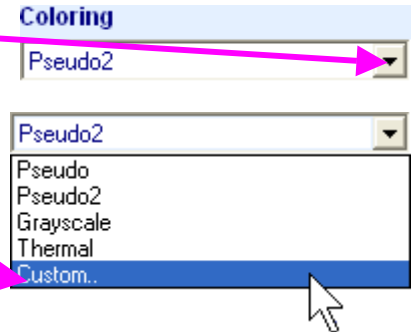 Coloring
Pseudo2
Pseudo2
Pseudo
Pseudo2
Grayscale
Thermal
Custom..